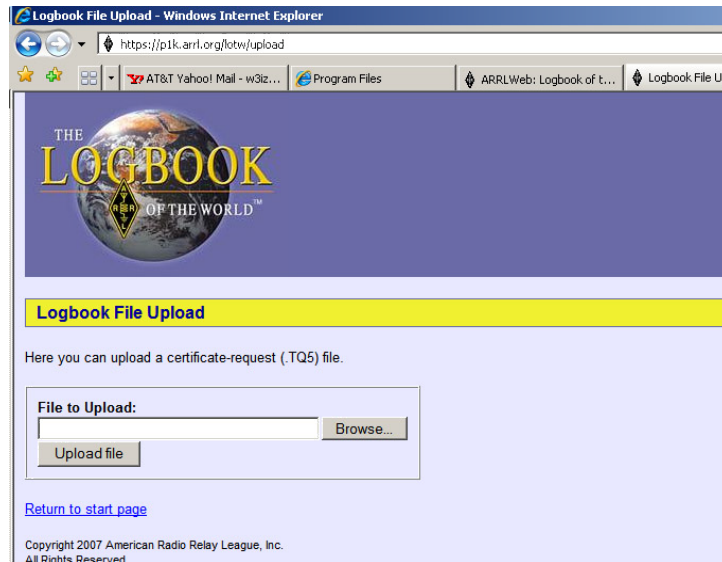 Logbook File Upload - Windows Internet Explorer
https://p1k.arrl.org/lotw/upload
AT&T Yahoo! Mail - w3iz... Program Files ARRLWeb: Logbook of t... Logbook File U
THE
LOGBOOK
OF THE WORLD™
A R R L
Logbook File Upload
Here you can upload a certificate-request (.TQ5) file.
File to Upload:
Browse...
Upload file
Return to start page
Copyright 2007 American Radio Relay League, Inc.
All Rights Reserved